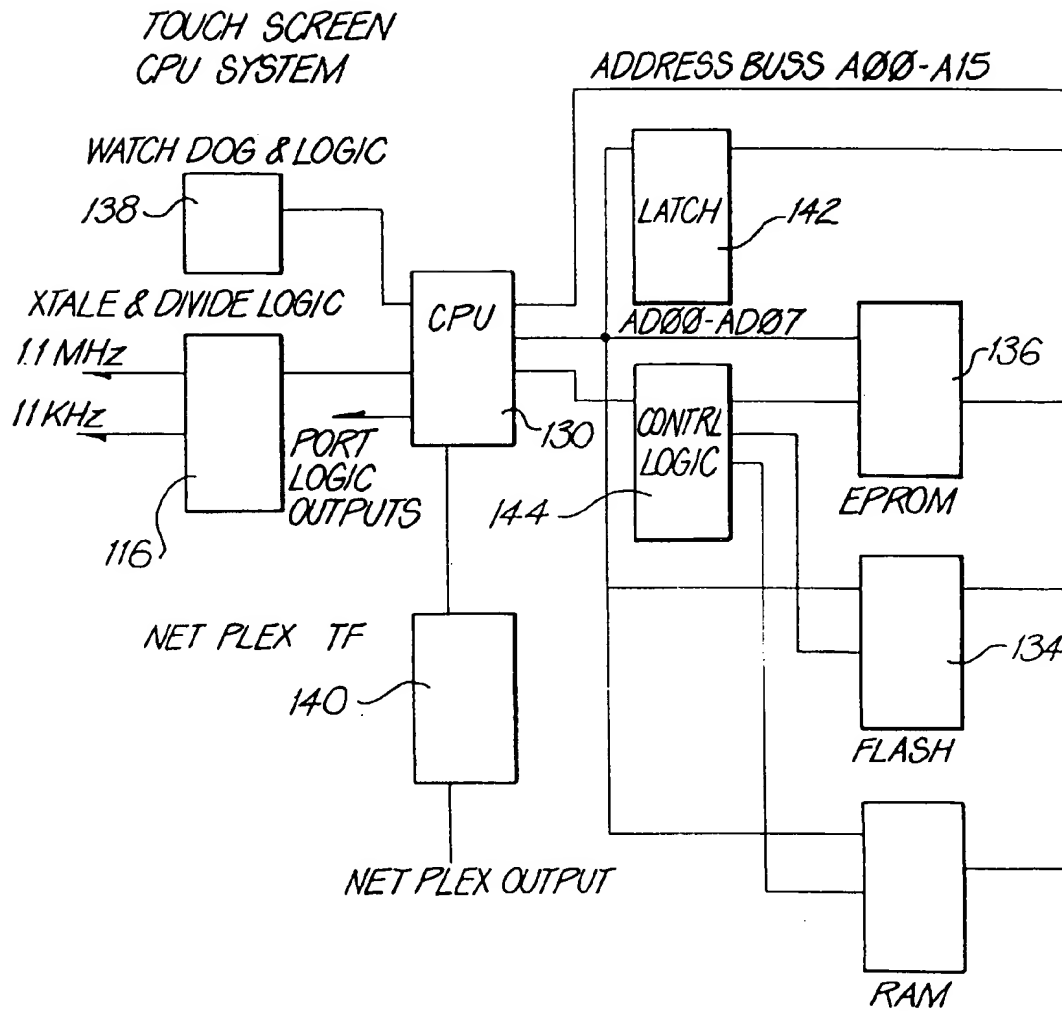 TOUCH SCREEN
CPU SYSTEM
ADDRESS BUSS AØØ-A15
WATCH DOG & LOGIC
138
LATCH
142
XTALE & DIVIDE LOGIC
CPU
ADØØ-ADØ7
1.1 MHz
136
11 KHz
130
CONTRL
LOGIC
PORT
LOGIC
OUTPUTS
144
EPROM
116
NET PLEX TF
134
140
FLASH
NET PLEX OUTPUT
RAM